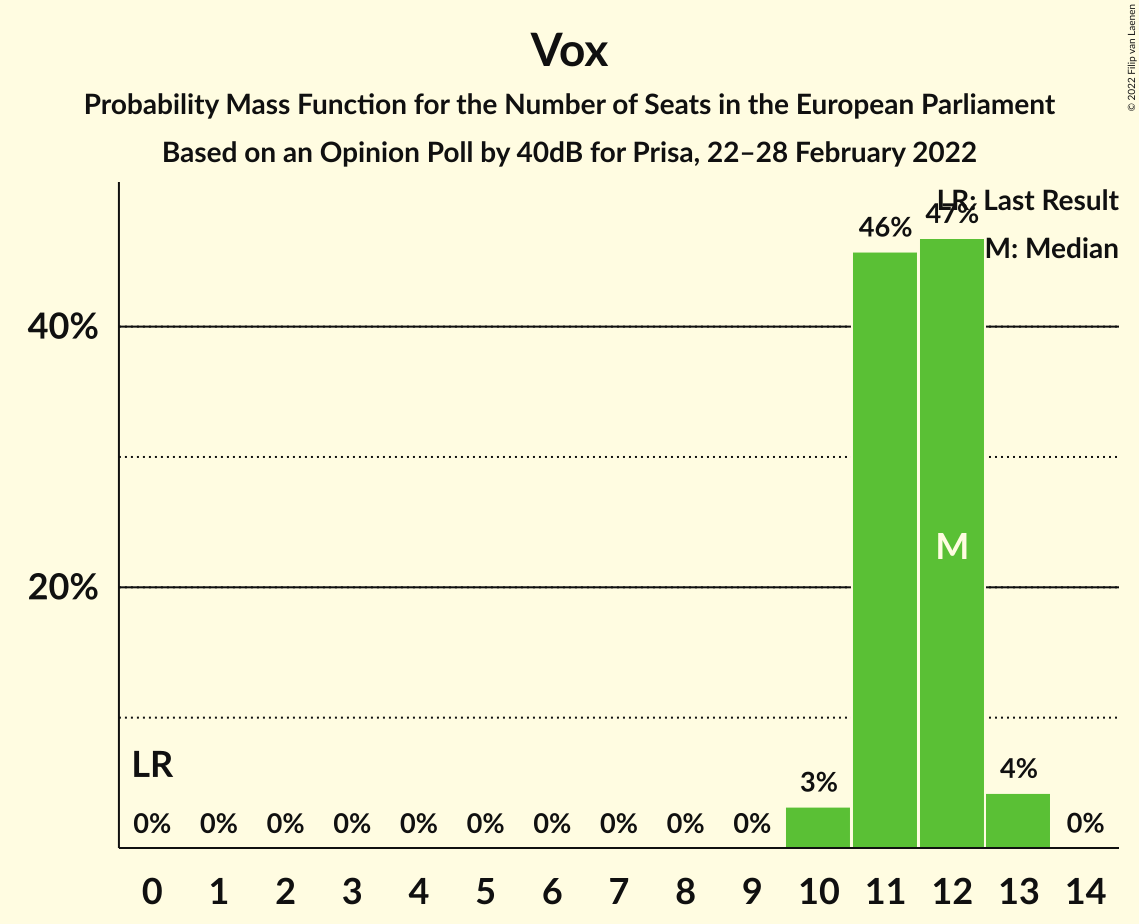 Vox
Probability Mass Function for the Number of Seats in the European Parliament
Based on an Opinion Poll by 40dB for Prisa, 22–28 February 2022
© 2022 Filip van Laenen
LR: Last Result
M: Median
46% 47%
40%
20%
M
LR
0% 0% 0% 0% 0% 0% 0% 0% 0% 0% 3% 4% 0%
0 1 2 3 4 5 6 7 8 9 10 11 12 13 14